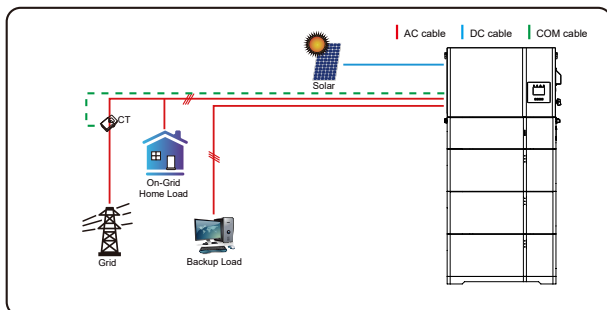 AC cable
DC cable
COM cable
Solar
CT
On-Grid
Home Load
Grid
Backup Load